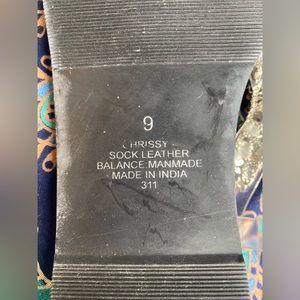 9
CHRISSY
SOCK LEATHER
BALANCE MANMADE
MADE IN INDIA
311